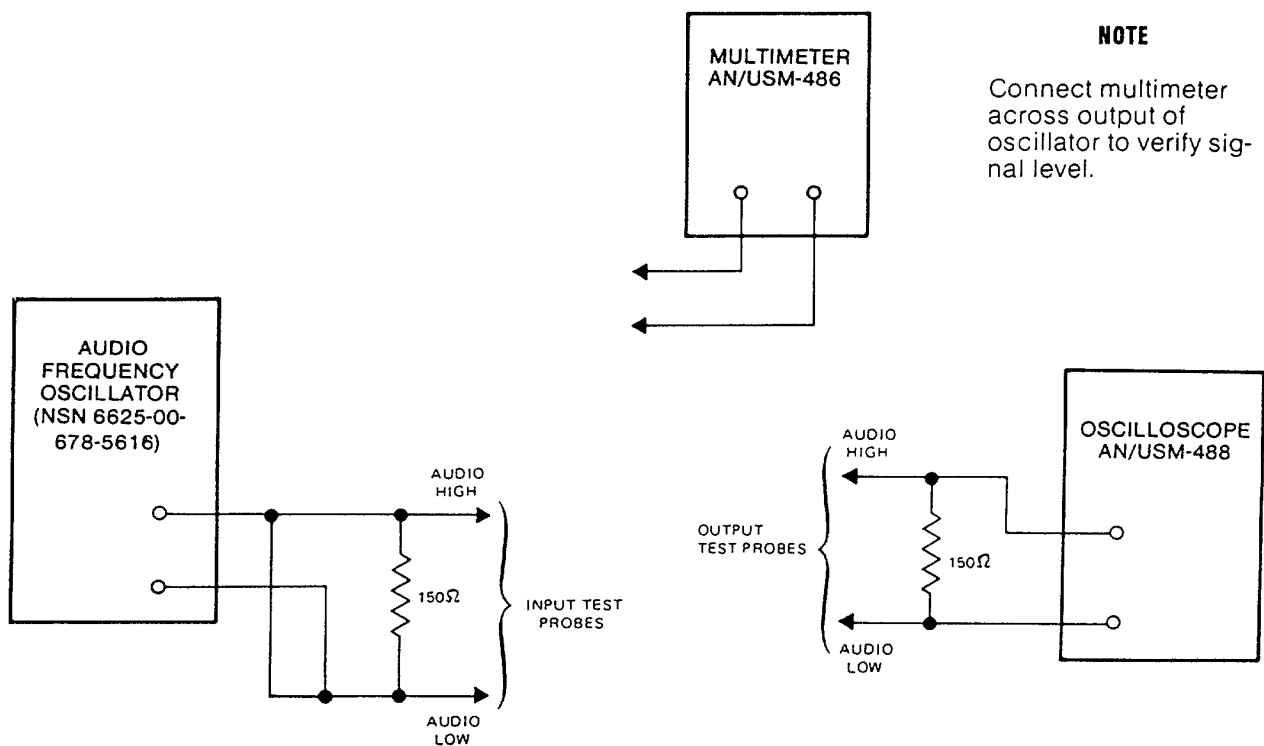 MULTIMETER
AN/USM-486
NOTE
Connect multimeter
across output of
oscillator to verify sig-
nal level.
AUDIO
FREQUENCY
OSCILLATOR
(NSN 6625-00-
678-5616)
AUDIO
HIGH
150Ω
INPUT TEST
PROBES
AUDIO
LOW
AUDIO
HIGH
OUTPUT
TEST PROBES
150Ω
AUDIO
LOW
OSCILLOSCOPE
AN/USM-488